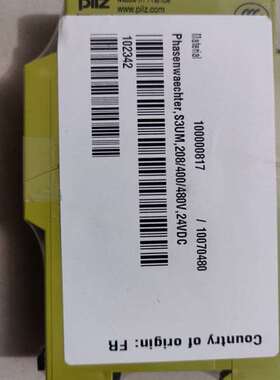 pilz
www.pilz.com
Material
100000817 / 10070480
Phasenwaechter,S3UM,208/400/480V,24VDC
102342
Country of origin: FR